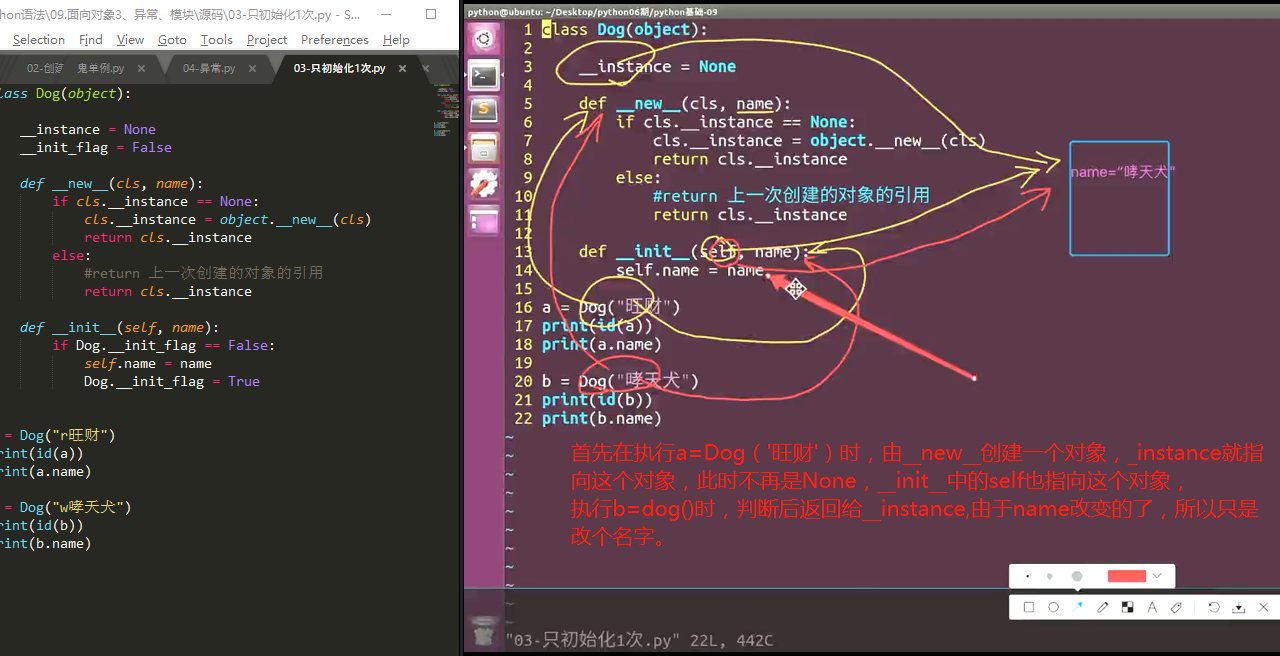 hon语法\09.面向对象3、异常、模块\源码\03-只初始化1次.py - S...
Selection Find View Goto Tools Project Preferences Help
02-创 鬼单例.py × 04-异常.py × 03-只初始化1次.py ×
lass Dog(object):
__instance = None
__init_flag = False
def __new__(cls, name):
if cls.__instance == None:
cls.__instance = object.__new__(cls)
return cls.__instance
else:
#return 上一次创建的对象的引用
return cls.__instance
def __init__(self, name):
if Dog.__init_flag == False:
self.name = name
Dog.__init_flag = True
= Dog("r旺财")
rint(id(a))
rint(a.name)
= Dog("w哮天犬")
rint(id(b))
rint(b.name)
python@ubuntu: ~/Desktop/python06期/python基础-09
1 class Dog(object):
2
3 __instance = None
4
5 def __new__(cls, name):
6 if cls.__instance == None:
7 cls.__instance = object.__new__(cls)
8 return cls.__instance
9 else:
10 #return 上一次创建的对象的引用
11 return cls.__instance
12
13 def __init__(self, name):
14 self.name = name
15
16 a = Dog("旺财")
17 print(id(a))
18 print(a.name)
19
20 b = Dog("哮天犬")
21 print(id(b))
22 print(b.name)
~
~
~
~
~
~
~
~
~
~
name=“哮天犬”
首先在执行a=Dog（'旺财'）时，由__new__创建一个对象，_instance就指
向这个对象，此时不再是None，__init__中的self也指向这个对象，
执行b=dog()时，判断后返回给__instance,由于name改变的了，所以只是
改个名字。
"03-只初始化1次.py" 22L, 442C